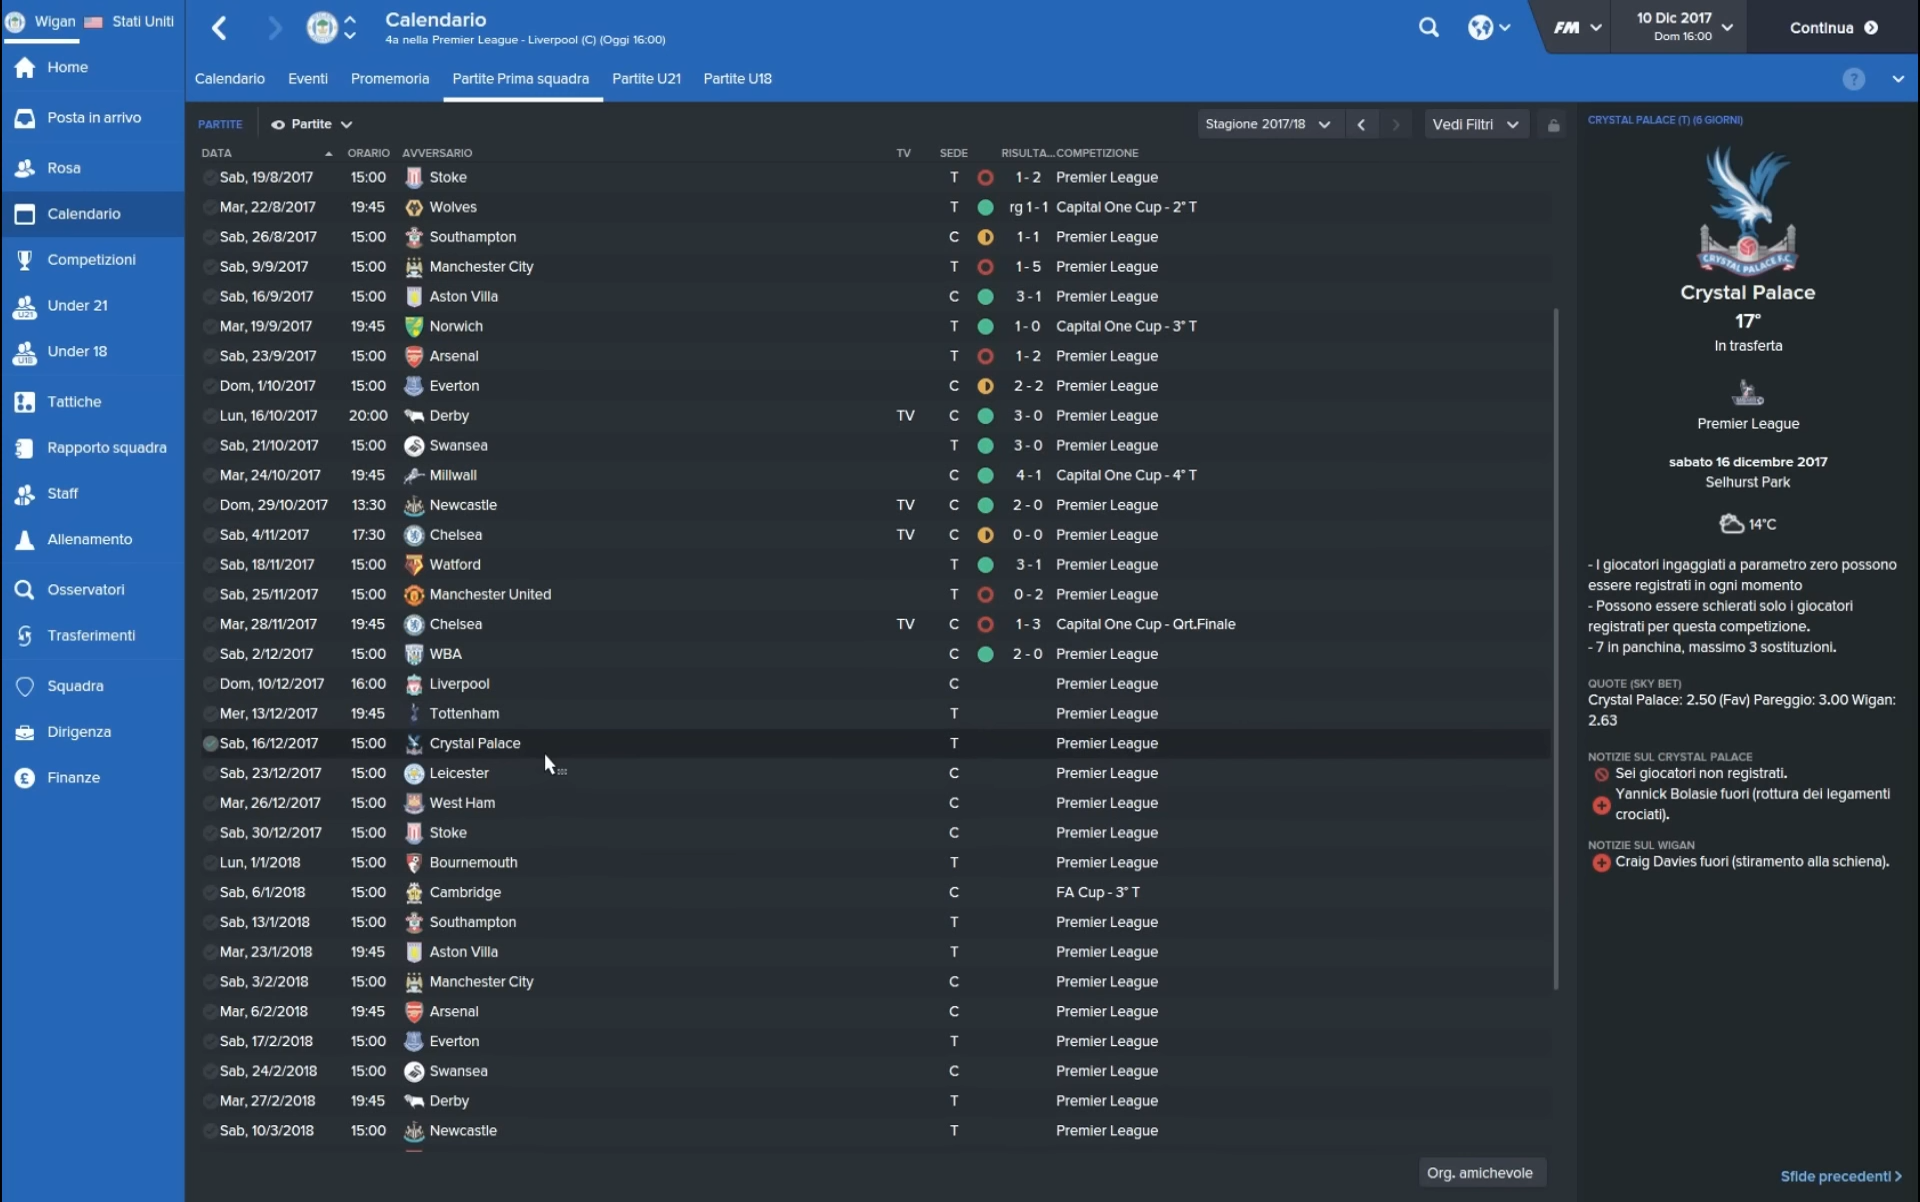 Wigan Stati Uniti
Calendario
4a nella Premier League - Liverpool (C) (Oggi 16:00)
FM
10 Dic 2017
Dom 16:00
Continua
Home
Posta in arrivo
Rosa
Calendario
Competizioni
Under 21
Under 18
Tattiche
Rapporto squadra
Staff
Allenamento
Osservatori
Trasferimenti
Squadra
Dirigenza
Finanze
Calendario Eventi Promemoria Partite Prima squadra Partite U21 Partite U18
?
PARTITE Partite Stagione 2017/18 Vedi Filtri
DATA ORARIO AVVERSARIO TV SEDE RISULTA... COMPETIZIONE
Sab, 19/8/2017 15:00 Stoke T 1 - 2 Premier League
Mar, 22/8/2017 19:45 Wolves T rg 1 - 1 Capital One Cup - 2° T
Sab, 26/8/2017 15:00 Southampton C 1 - 1 Premier League
Sab, 9/9/2017 15:00 Manchester City T 1 - 5 Premier League
Sab, 16/9/2017 15:00 Aston Villa C 3 - 1 Premier League
Mar, 19/9/2017 19:45 Norwich T 1 - 0 Capital One Cup - 3° T
Sab, 23/9/2017 15:00 Arsenal T 1 - 2 Premier League
Dom, 1/10/2017 15:00 Everton C 2 - 2 Premier League
Lun, 16/10/2017 20:00 Derby TV C 3 - 0 Premier League
Sab, 21/10/2017 15:00 Swansea T 3 - 0 Premier League
Mar, 24/10/2017 19:45 Millwall C 4 - 1 Capital One Cup - 4° T
Dom, 29/10/2017 13:30 Newcastle TV C 2 - 0 Premier League
Sab, 4/11/2017 17:30 Chelsea TV C 0 - 0 Premier League
Sab, 18/11/2017 15:00 Watford T 3 - 1 Premier League
Sab, 25/11/2017 15:00 Manchester United T 0 - 2 Premier League
Mar, 28/11/2017 19:45 Chelsea TV C 1 - 3 Capital One Cup - Qrt.Finale
Sab, 2/12/2017 15:00 WBA C 2 - 0 Premier League
Dom, 10/12/2017 16:00 Liverpool C Premier League
Mer, 13/12/2017 19:45 Tottenham T Premier League
Sab, 16/12/2017 15:00 Crystal Palace T Premier League
Sab, 23/12/2017 15:00 Leicester C Premier League
Mar, 26/12/2017 15:00 West Ham C Premier League
Sab, 30/12/2017 15:00 Stoke C Premier League
Lun, 1/1/2018 15:00 Bournemouth T Premier League
Sab, 6/1/2018 15:00 Cambridge C FA Cup - 3° T
Sab, 13/1/2018 15:00 Southampton T Premier League
Mar, 23/1/2018 19:45 Aston Villa T Premier League
Sab, 3/2/2018 15:00 Manchester City C Premier League
Mar, 6/2/2018 19:45 Arsenal C Premier League
Sab, 17/2/2018 15:00 Everton T Premier League
Sab, 24/2/2018 15:00 Swansea C Premier League
Mar, 27/2/2018 19:45 Derby T Premier League
Sab, 10/3/2018 15:00 Newcastle T Premier League
Org. amichevole
CRYSTAL PALACE (T) (6 GIORNI)
CRYSTAL PALACE F.C.
Crystal Palace
17°
In trasferta
Premier League
sabato 16 dicembre 2017
Selhurst Park
14°C
- I giocatori ingaggiati a parametro zero possono
essere registrati in ogni momento
- Possono essere schierati solo i giocatori
registrati per questa competizione.
- 7 in panchina, massimo 3 sostituzioni.
QUOTE (SKY BET)
Crystal Palace: 2.50 (Fav) Pareggio: 3.00 Wigan:
2.63
NOTIZIE SUL CRYSTAL PALACE
Sei giocatori non registrati.
Yannick Bolasie fuori (rottura dei legamenti
crociati).
NOTIZIE SUL WIGAN
Craig Davies fuori (stiramento alla schiena).
Sfide precedenti >